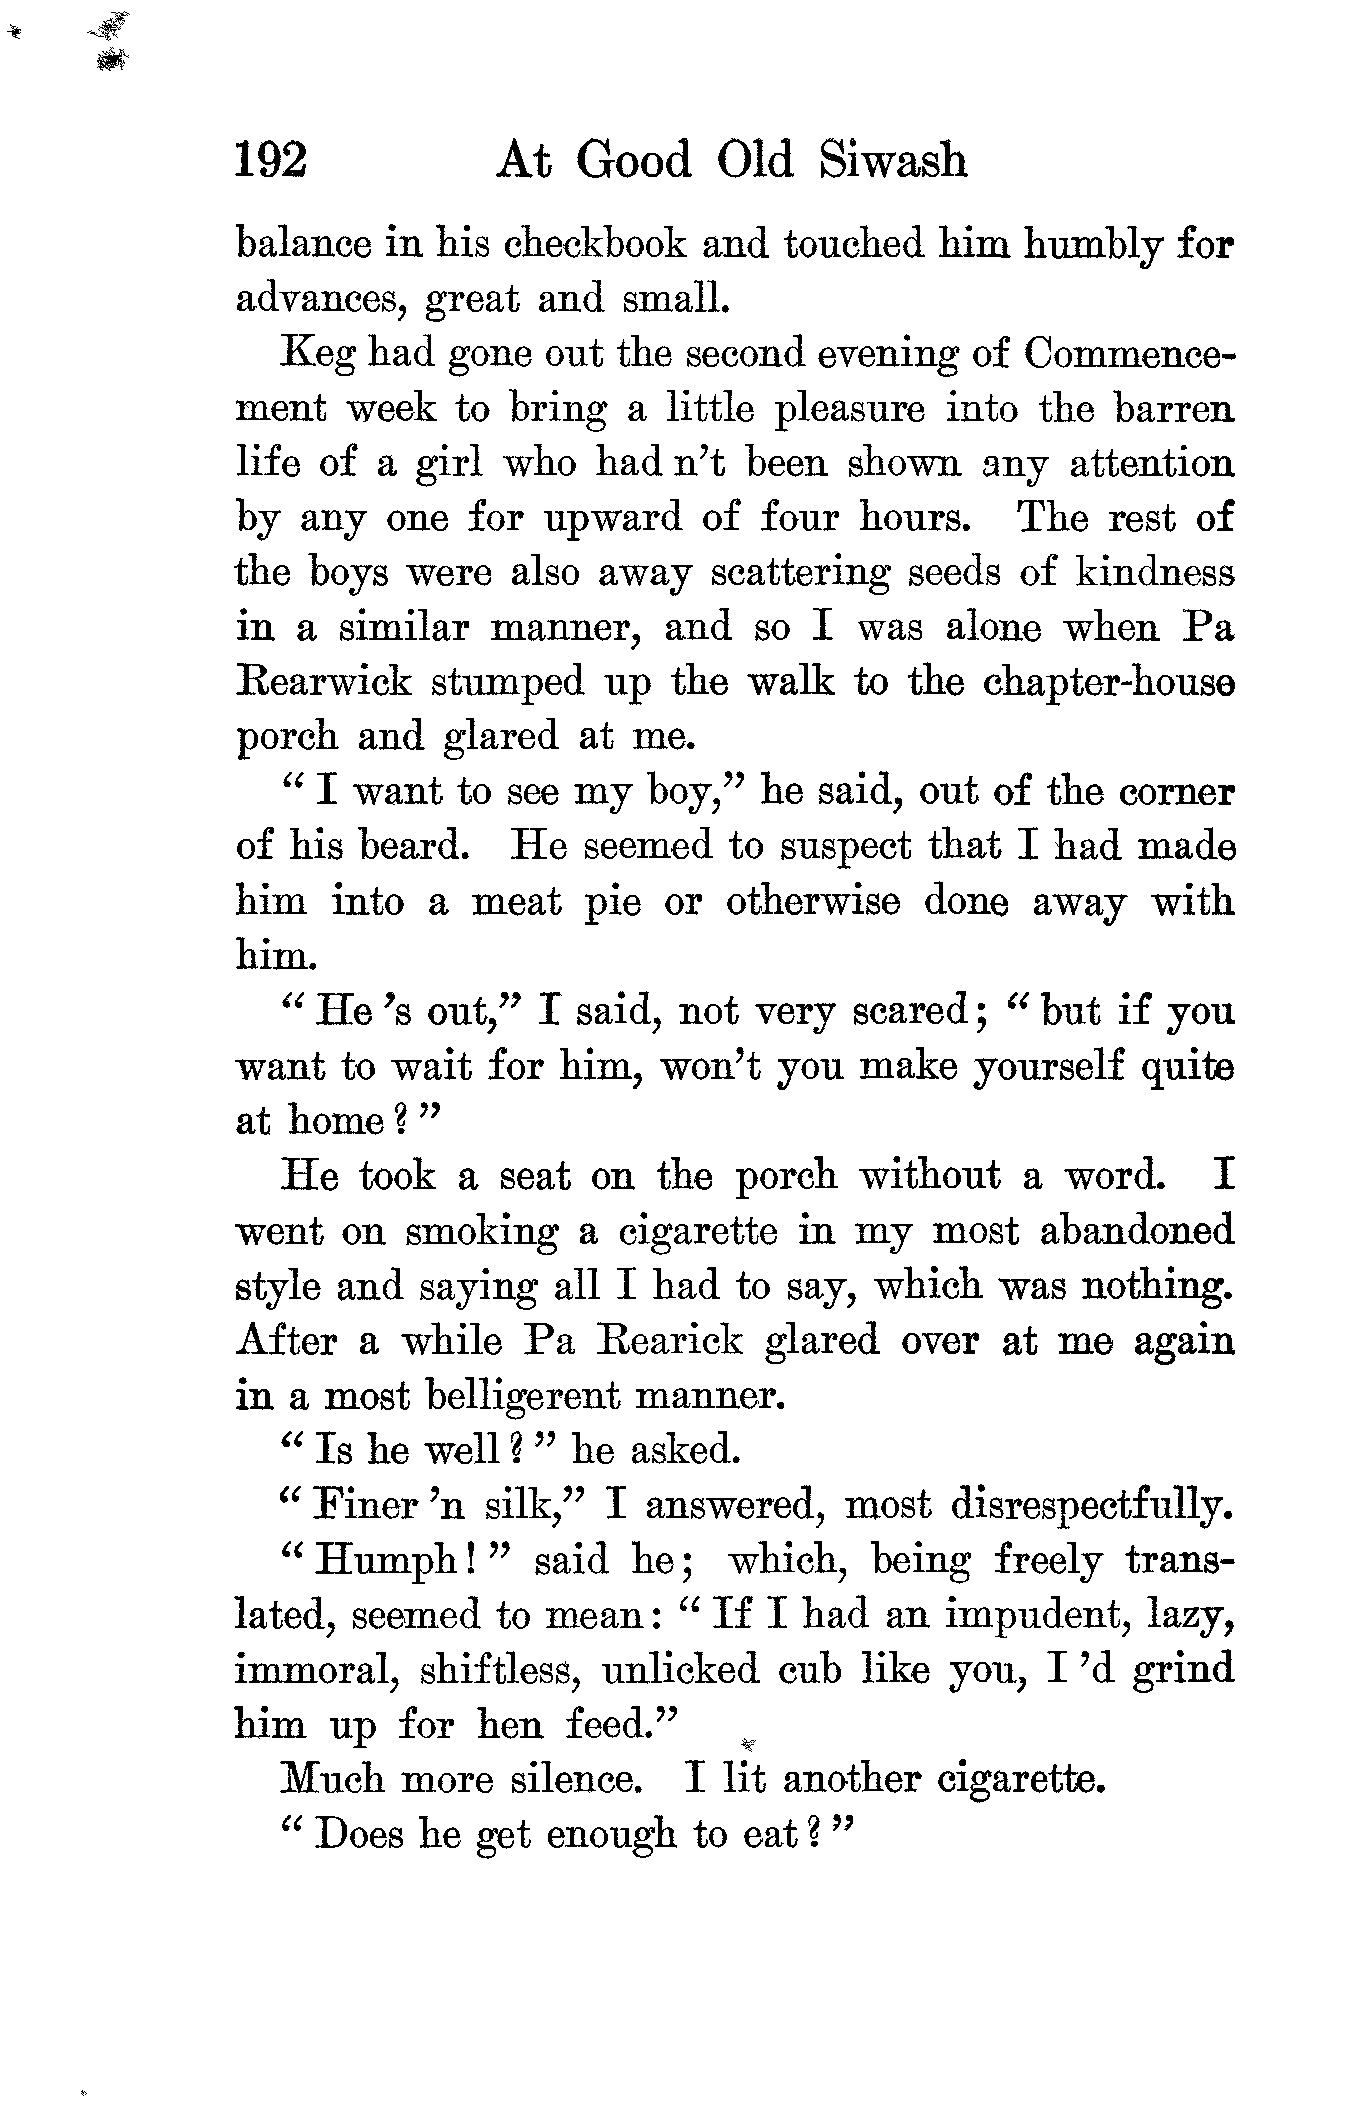 192 At Good Old Siwash
balance in his checkbook and touched him humbly for
advances, great and small.
Keg had gone out the second evening of Commence-
ment week to bring a little pleasure into the barren
life of a girl who had n't been shown any attention
by any one for upward of four hours. The rest of
the boys were also away scattering seeds of kindness
in a similar manner, and so I was alone when Pa
Rearwick stumped up the walk to the chapter-house
porch and glared at me.
" I want to see my boy," he said, out of the corner
of his beard. He seemed to suspect that I had made
him into a meat pie or otherwise done away with
him.
" He 's out," I said, not very scared; " but if you
want to wait for him, won't you make yourself quite
at home ? "
He took a seat on the porch without a word. I
went on smoking a cigarette in my most abandoned
style and saying all I had to say, which was nothing.
After a while Pa Rearick glared over at me again
in a most belligerent manner.
" Is he well ? " he asked.
" Finer 'n silk," I answered, most disrespectfully.
" Humph! " said he; which, being freely trans-
lated, seemed to mean: " If I had an impudent, lazy,
immoral, shiftless, unlicked cub like you, I 'd grind
him up for hen feed."
Much more silence. I lit another cigarette.
" Does he get enough to eat ? "